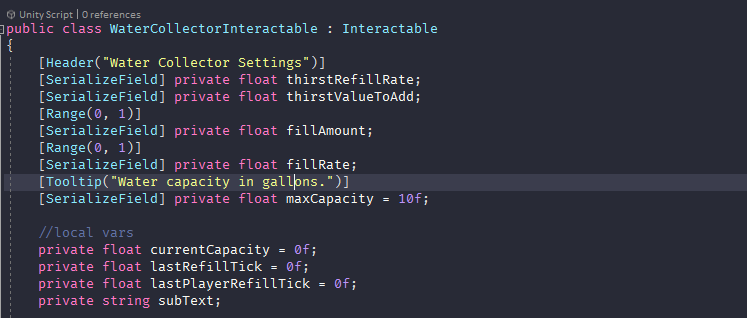 Unity Script | 0 references
public class WaterCollectorInteractable : Interactable
{
[Header("Water Collector Settings")]
[SerializeField] private float thirstRefillRate;
[SerializeField] private float thirstValueToAdd;
[Range(0, 1)]
[SerializeField] private float fillAmount;
[Range(0, 1)]
[SerializeField] private float fillRate;
[Tooltip("Water capacity in gallons.")]
[SerializeField] private float maxCapacity = 10f;
//local vars
private float currentCapacity = 0f;
private float lastRefillTick = 0f;
private float lastPlayerRefillTick = 0f;
private string subText;